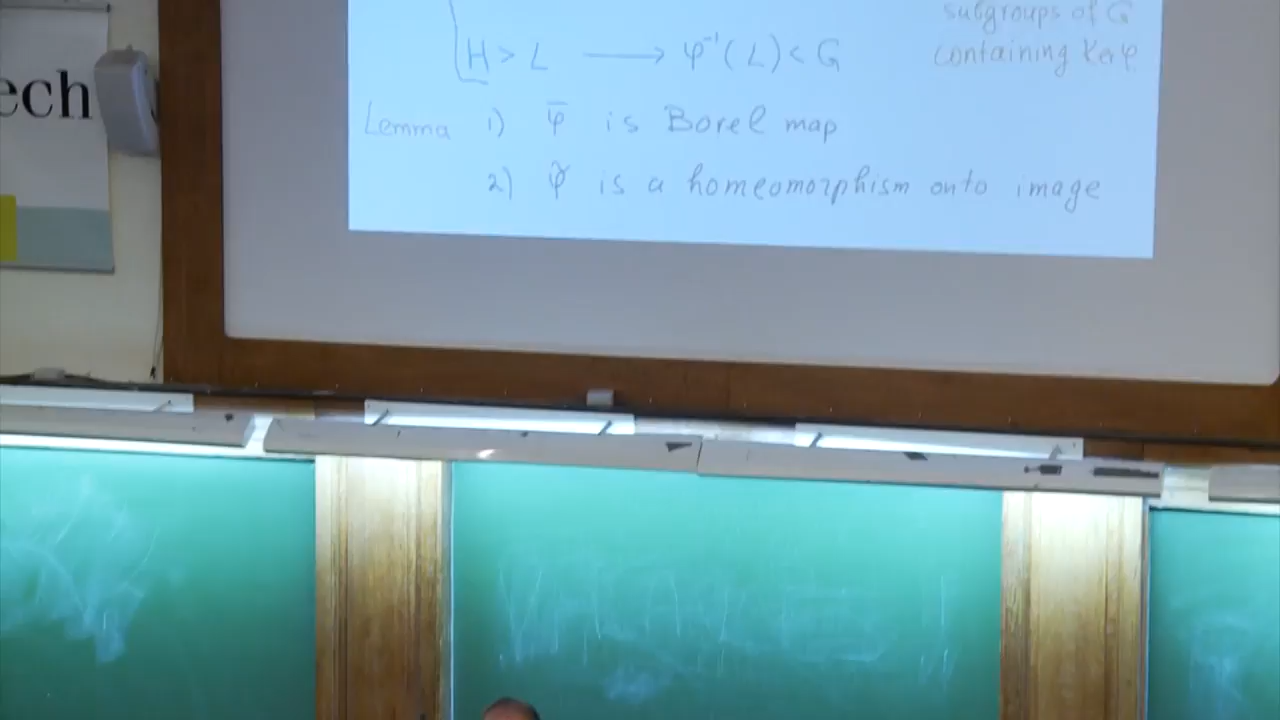 ech
subgroups of G
H > L ⟶ φ⁻¹(L) < G containing Ker φ
Lemma 1) φ̄ is Borel map
2) φ̃ is a homeomorphism onto image